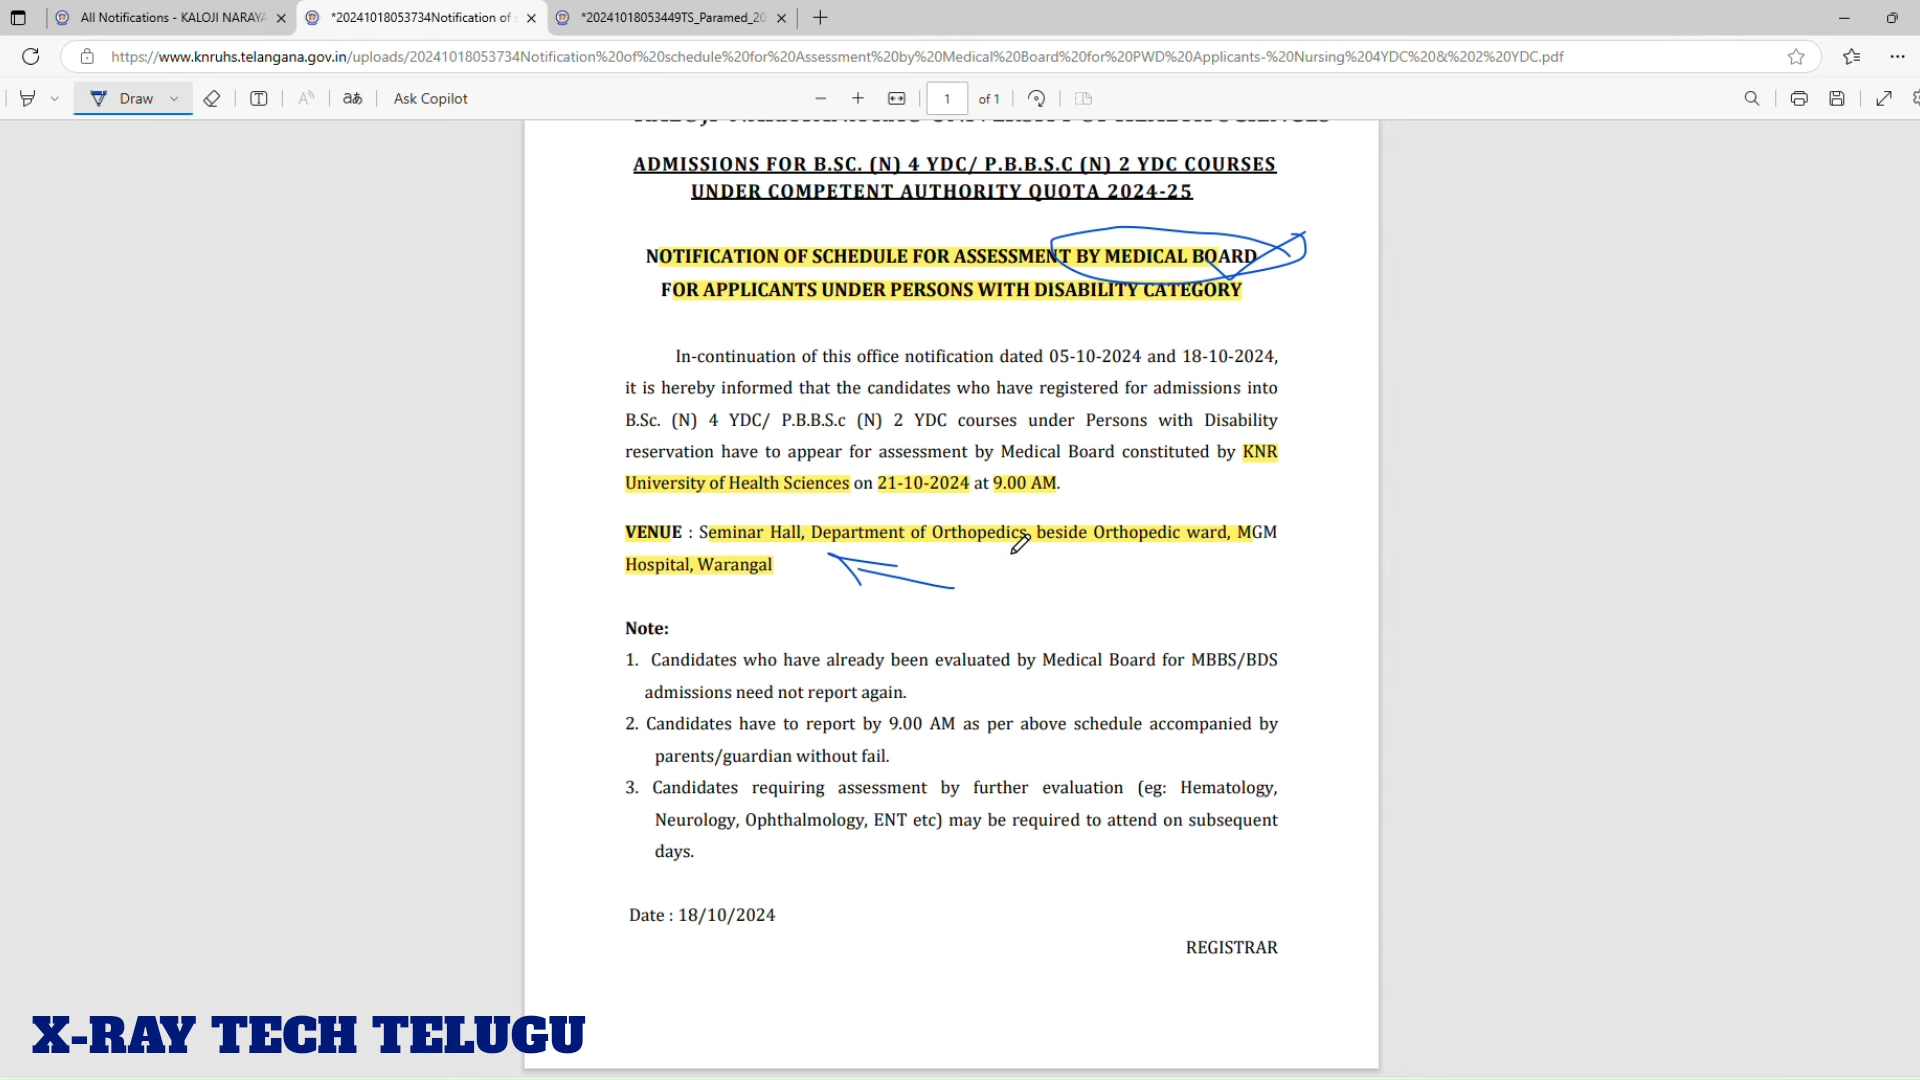 All Notifications - KALOJI NARAYA
*20241018053734Notification of s
*20241018053449TS_Paramed_20
https://www.knruhs.telangana.gov.in/uploads/20241018053734Notification%20of%20schedule%20for%20Assessment%20by%20Medical%20Board%20for%20PWD%20Applicants-%20Nursing%204YDC%20&%202%20YDC.pdf
Draw
aあ
Ask Copilot
1 of 1
KALOJI NARAYANA RAO UNIVERSITY OF HEALTH SCIENCES
ADMISSIONS FOR B.SC. (N) 4 YDC/ P.B.B.S.C (N) 2 YDC COURSES
UNDER COMPETENT AUTHORITY QUOTA 2024-25
NOTIFICATION OF SCHEDULE FOR ASSESSMENT BY MEDICAL BOARD
FOR APPLICANTS UNDER PERSONS WITH DISABILITY CATEGORY
In-continuation of this office notification dated 05-10-2024 and 18-10-2024,
it is hereby informed that the candidates who have registered for admissions into
B.Sc. (N) 4 YDC/ P.B.B.S.c (N) 2 YDC courses under Persons with Disability
reservation have to appear for assessment by Medical Board constituted by KNR
University of Health Sciences on 21-10-2024 at 9.00 AM.
VENUE : Seminar Hall, Department of Orthopedics, beside Orthopedic ward, MGM
Hospital, Warangal
Note:
1. Candidates who have already been evaluated by Medical Board for MBBS/BDS
admissions need not report again.
2. Candidates have to report by 9.00 AM as per above schedule accompanied by
parents/guardian without fail.
3. Candidates requiring assessment by further evaluation (eg: Hematology,
Neurology, Ophthalmology, ENT etc) may be required to attend on subsequent
days.
Date : 18/10/2024
REGISTRAR
X-RAY TECH TELUGU